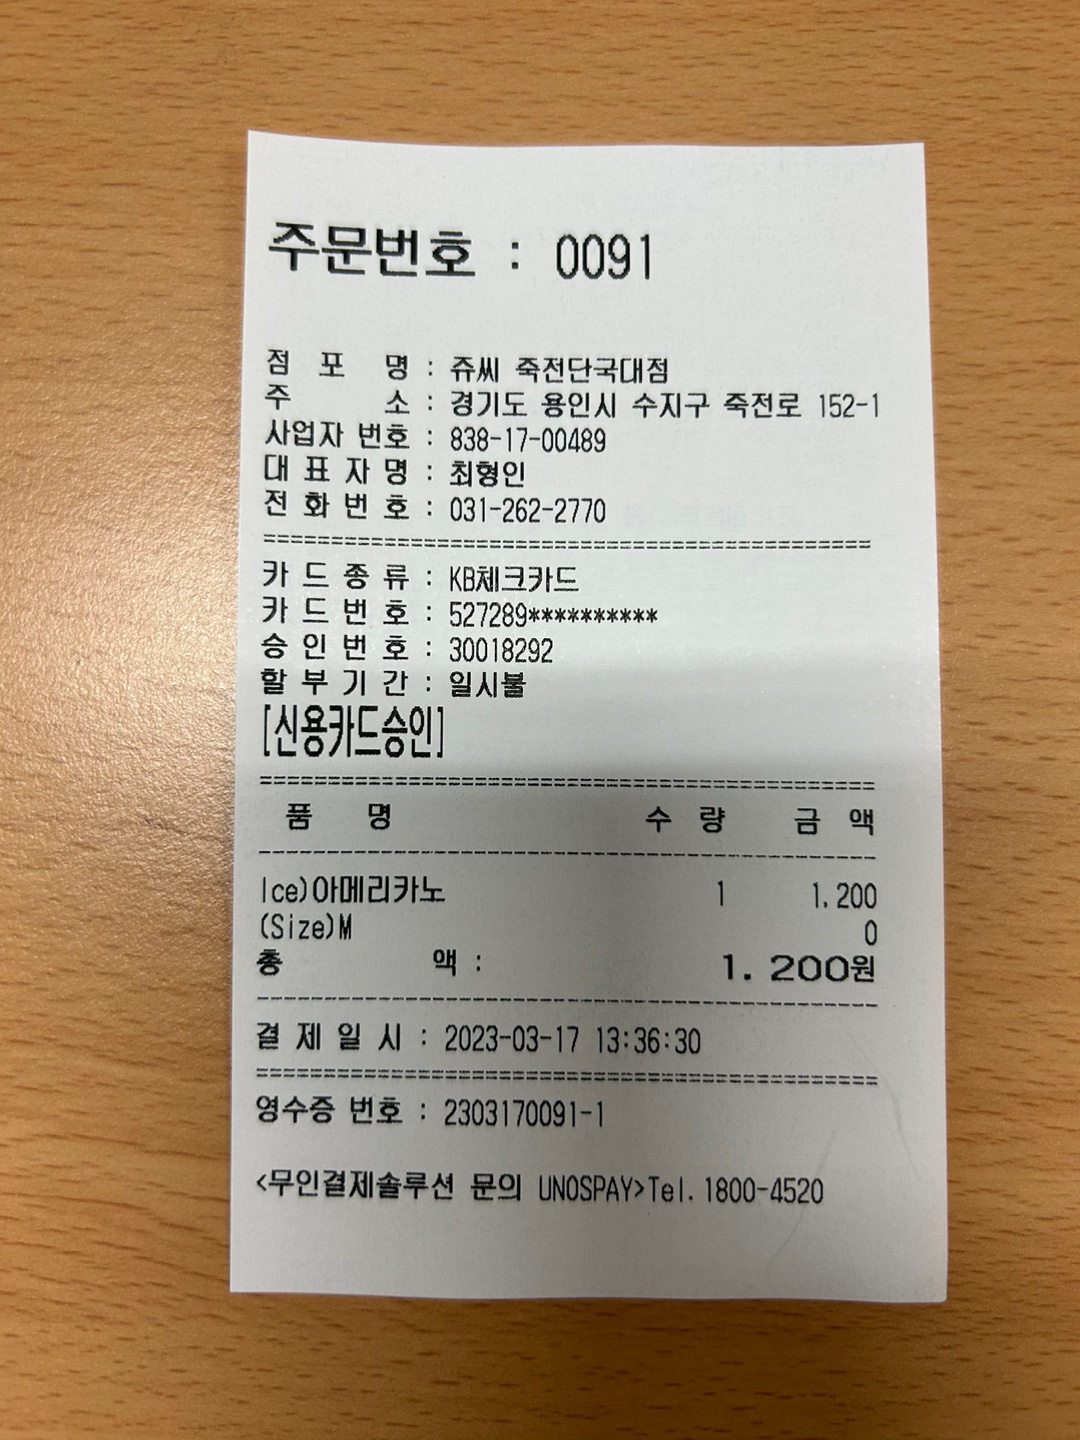 주문번호 : 0091
점 포 명 : 쥬씨 죽전단국대점
주 소 : 경기도 용인시 수지구 죽전로 152-1
사업자 번호 : 838-17-00489
대 표 자 명 : 최형인
전 화 번 호 : 031-262-2770
=============================================
카 드 종 류 : KB체크카드
카 드 번 호 : 527289**********
승 인 번 호 : 30018292
할 부 기 간 : 일시불
[신용카드승인]
=============================================
품 명 수 량 금 액
---------------------------------------------
Ice)아메리카노 1 1,200
(Size)M 0
총 액 : 1. 200원
---------------------------------------------
결 제 일 시 : 2023-03-17 13:36:30
=============================================
영수증 번호 : 2303170091-1
<무인결제솔루션 문의 UNOSPAY>Tel. 1800-4520